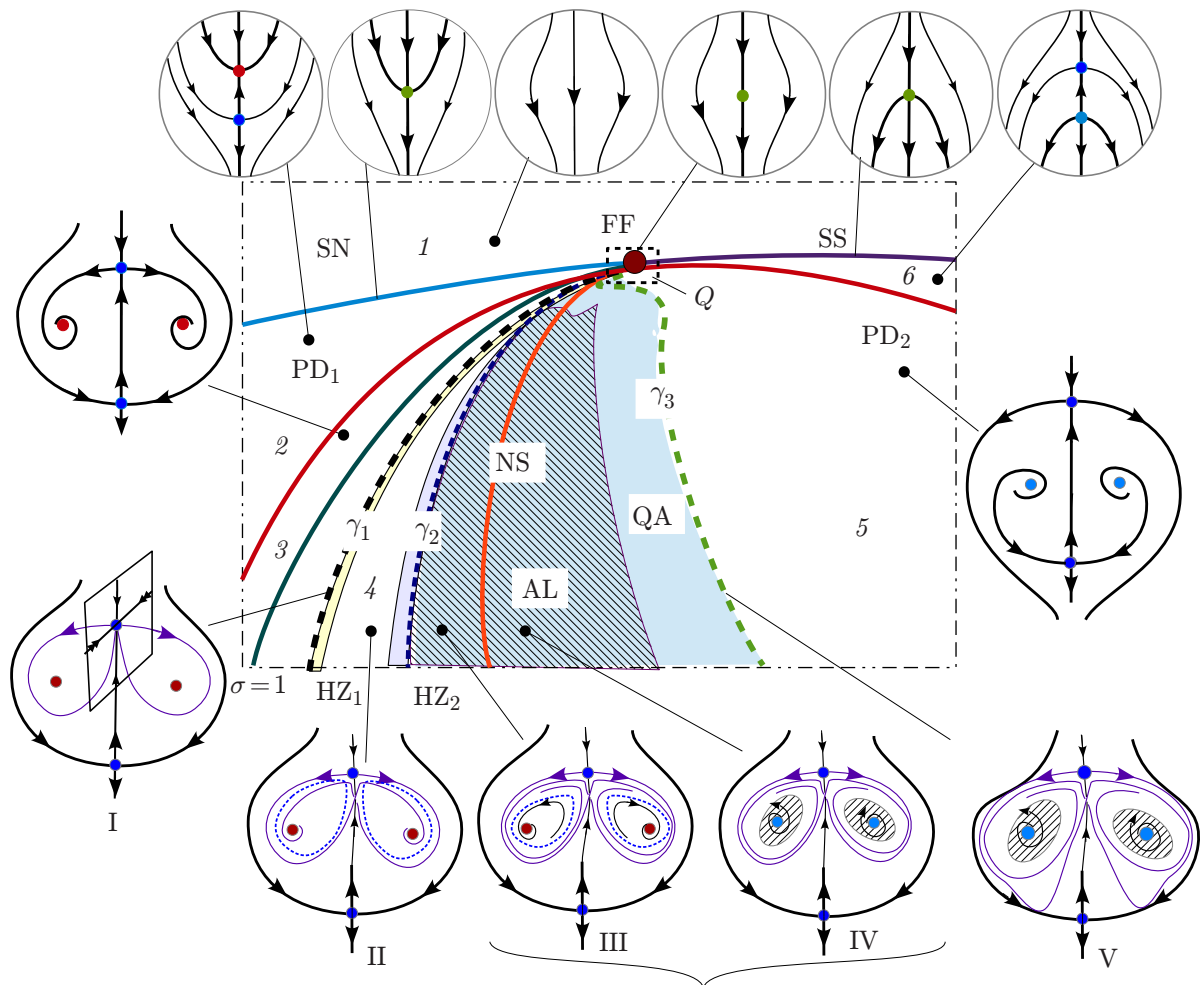 FF
SN
1
SS
6
Q
PD₁
PD₂
γ₃
2
NS
QA
γ₁
γ₂
5
3
4
AL
σ = 1
HZ₁
HZ₂
I
II
III
IV
V